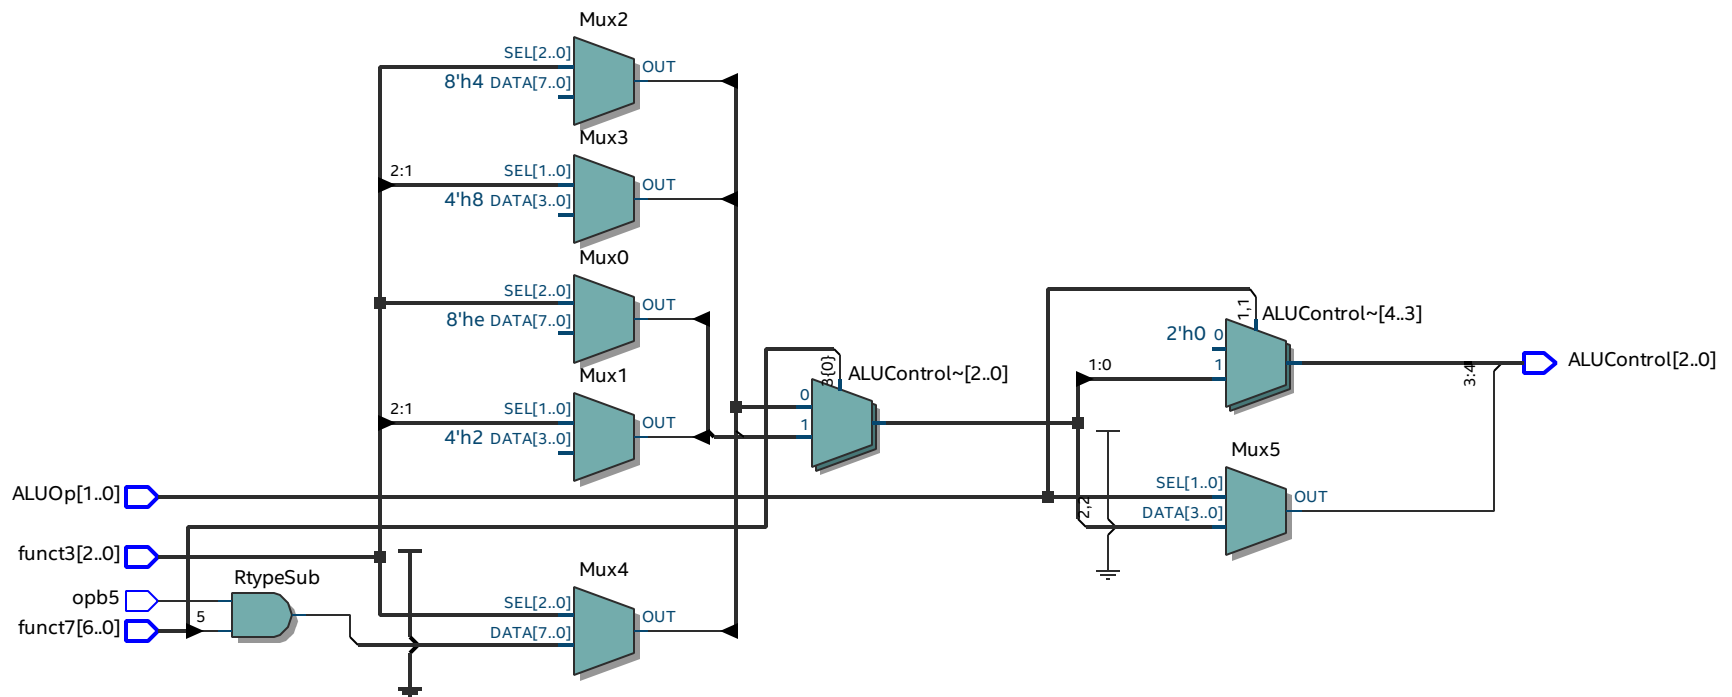 Mux2
SEL[2..0]
OUT
8'h4 DATA[7..0]
Mux3
2:1
SEL[1..0]
OUT
4'h8 DATA[3..0]
Mux0
SEL[2..0]
OUT
8'he DATA[7..0]
Mux1
2:1
SEL[1..0]
OUT
4'h2 DATA[3..0]
3{0}
ALUControl~[2..0]
0
1
1,1
ALUControl~[4..3]
2'h0 0
1:0
1
3:4
ALUControl[2..0]
Mux5
ALUOp[1..0]
SEL[1..0]
OUT
DATA[3..0]
funct3[2..0]
RtypeSub
opb5
5
funct7[6..0]
Mux4
SEL[2..0]
OUT
DATA[7..0]